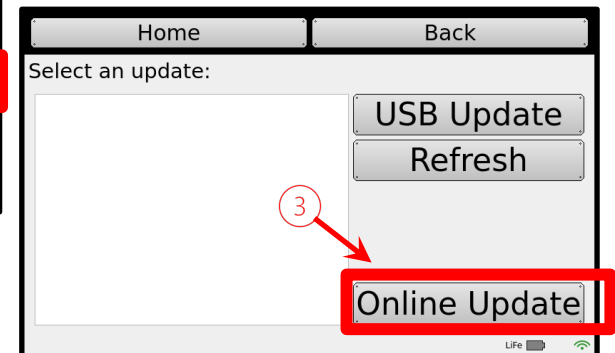 Home Back
Select an update:
USB Update
Refresh
3
Online Update
LiFe